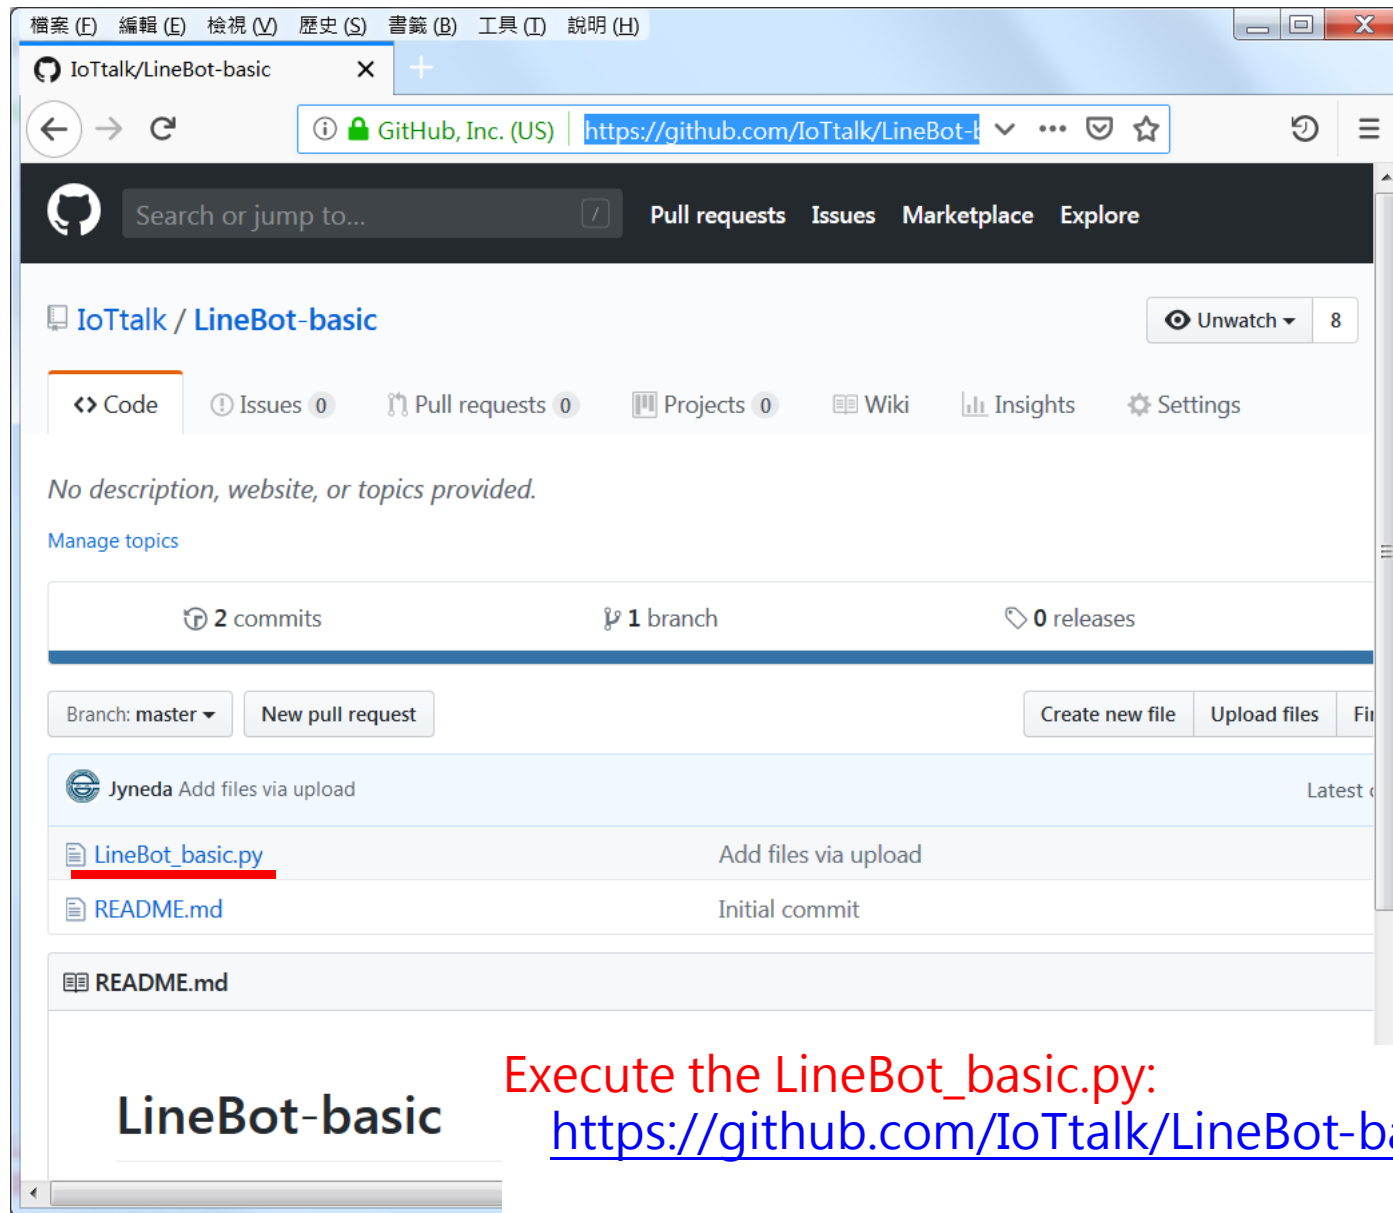 檔案 (F) 編輯 (E) 檢視 (V) 歷史 (S) 書籤 (B) 工具 (T) 說明 (H)
IoTtalk/LineBot-basic
GitHub, Inc. (US) https://github.com/IoTtalk/LineBot-b
Search or jump to... / Pull requests Issues Marketplace Explore
IoTtalk / LineBot-basic Unwatch 8
Code Issues 0 Pull requests 0 Projects 0 Wiki Insights Settings
No description, website, or topics provided.
Manage topics
2 commits 1 branch 0 releases
Branch: master New pull request Create new file Upload files Fi
Jyneda Add files via upload Latest
LineBot_basic.py Add files via upload
README.md Initial commit
README.md
LineBot-basic
Execute the LineBot_basic.py:
https://github.com/IoTtalk/LineBot-ba